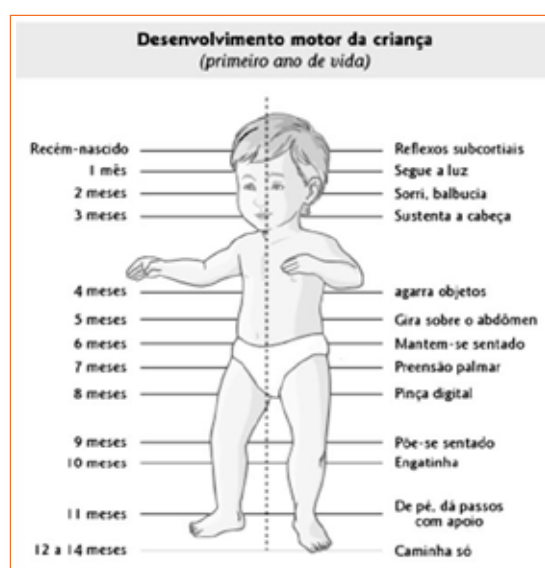 Desenvolvimento motor da criança
(primeiro ano de vida)
Recém-nascido Reflexos subcortiais
1 mês Segue a luz
2 meses Sorri, balbucia
3 meses Sustenta a cabeça
4 meses agarra objetos
5 meses Gira sobre o abdômen
6 meses Mantem-se sentado
7 meses Preensão palmar
8 meses Pinça digital
9 meses Põe-se sentado
10 meses Engatinha
11 meses De pé, dá passos
com apoio
12 a 14 meses Caminha só